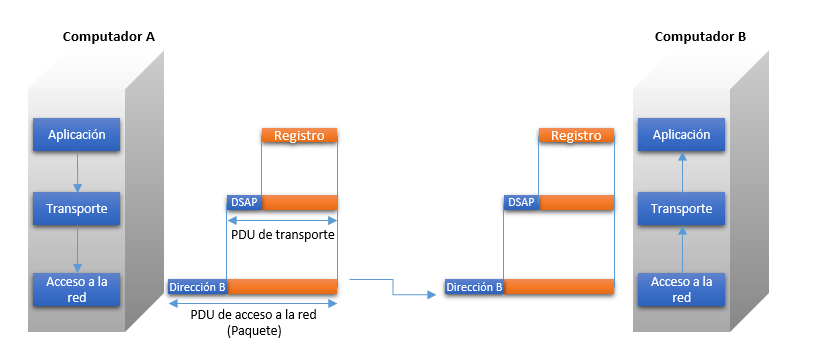 Computador A
Computador B
Aplicación
Registro
Registro
Aplicación
Transporte
DSAP
DSAP
Transporte
PDU de transporte
Acceso a la
red
Dirección B
Dirección B
Acceso a la
red
PDU de acceso a la red
(Paquete)